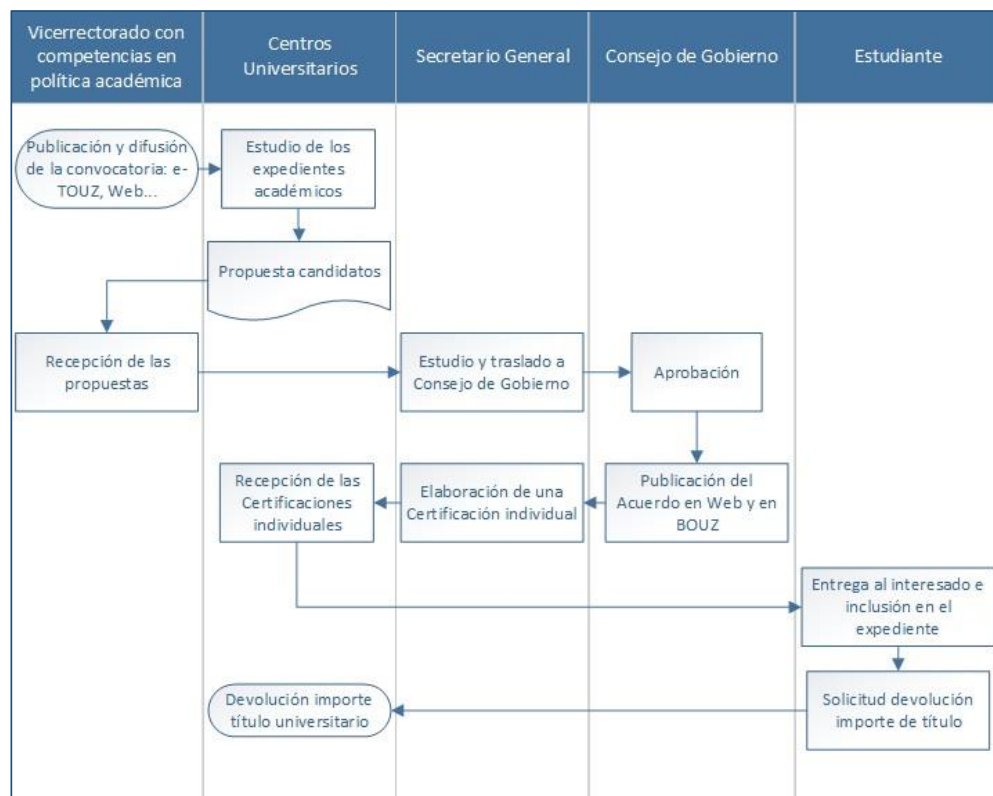 Vicerrectorado con
competencias en
política académica
Centros
Universitarios
Secretario General
Consejo de Gobierno
Estudiante
Publicación y difusión
de la convocatoria: e-
TOUZ, Web...
Estudio de los
expedientes
académicos
Propuesta candidatos
Recepción de las
propuestas
Estudio y traslado a
Consejo de Gobierno
Aprobación
Recepción de las
Certificaciones
individuales
Elaboración de una
Certificación individual
Publicación del
Acuerdo en Web y en
BOUZ
Entrega al interesado e
inclusión en el
expediente
Devolución importe
título universitario
Solicitud devolución
importe de título